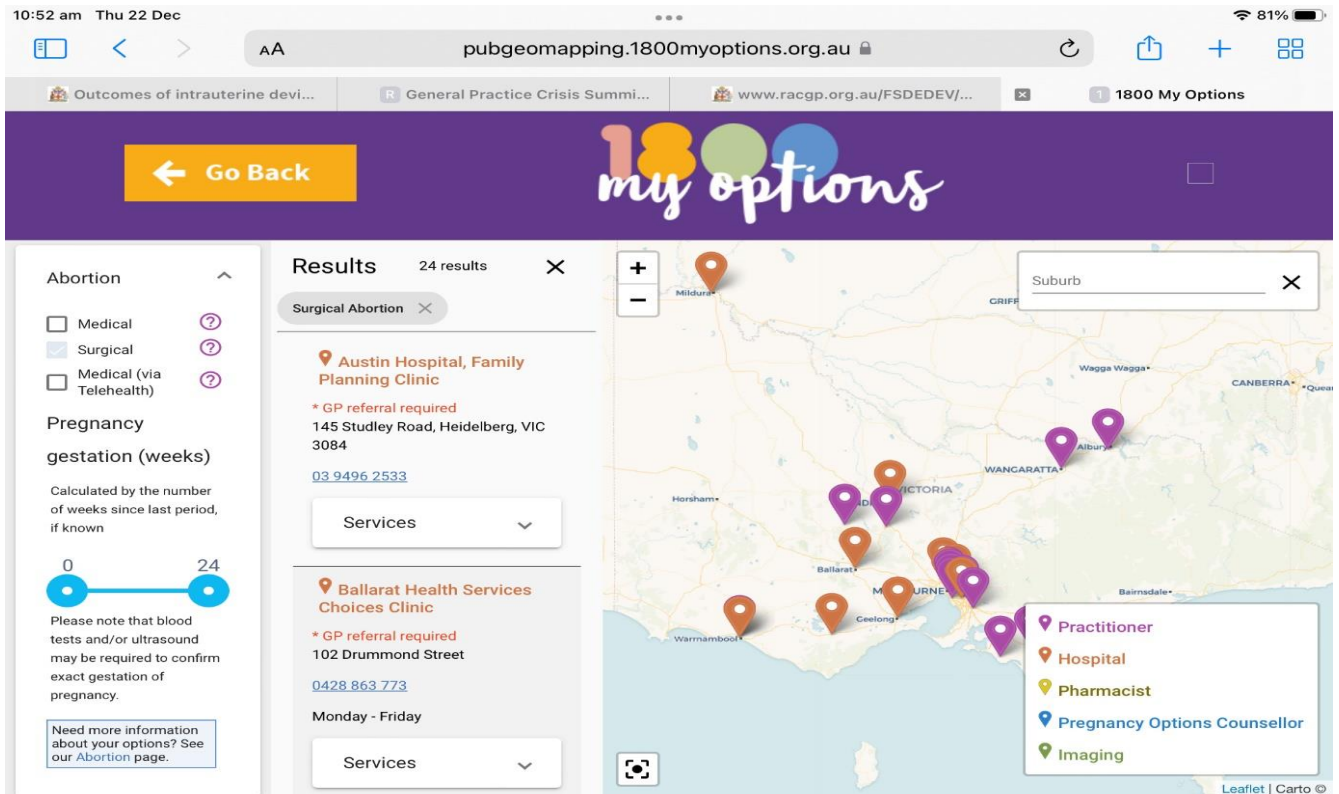 10:52 am Thu 22 Dec
81%
AA
pubgeomapping.1800myoptions.org.au
Outcomes of intrauterine devi...
R General Practice Crisis Summi...
www.racgp.org.au/FSDEDEV/...
1 1800 My Options
Go Back
1800
my options
Abortion
Medical
Surgical
Medical (via
Telehealth)
Pregnancy
gestation (weeks)
Calculated by the number
of weeks since last period,
if known
0 24
Please note that blood
tests and/or ultrasound
may be required to confirm
exact gestation of
pregnancy.
Need more information
about your options? See
our Abortion page.
Results 24 results
Surgical Abortion
Austin Hospital, Family
Planning Clinic
* GP referral required
145 Studley Road, Heidelberg, VIC
3084
03 9496 2533
Services
Ballarat Health Services
Choices Clinic
* GP referral required
102 Drummond Street
0428 863 773
Monday - Friday
Services
+
−
Suburb
Mildura
GRIFF
Wagga Wagga
CANBERRA
Quean
Albury
WANGARATTA
VICTORIA
Horsham
Ballarat
Geelong
Bairnsdale
Warrnambool
Practitioner
Hospital
Pharmacist
Pregnancy Options Counsellor
Imaging
Leaflet | Carto ©